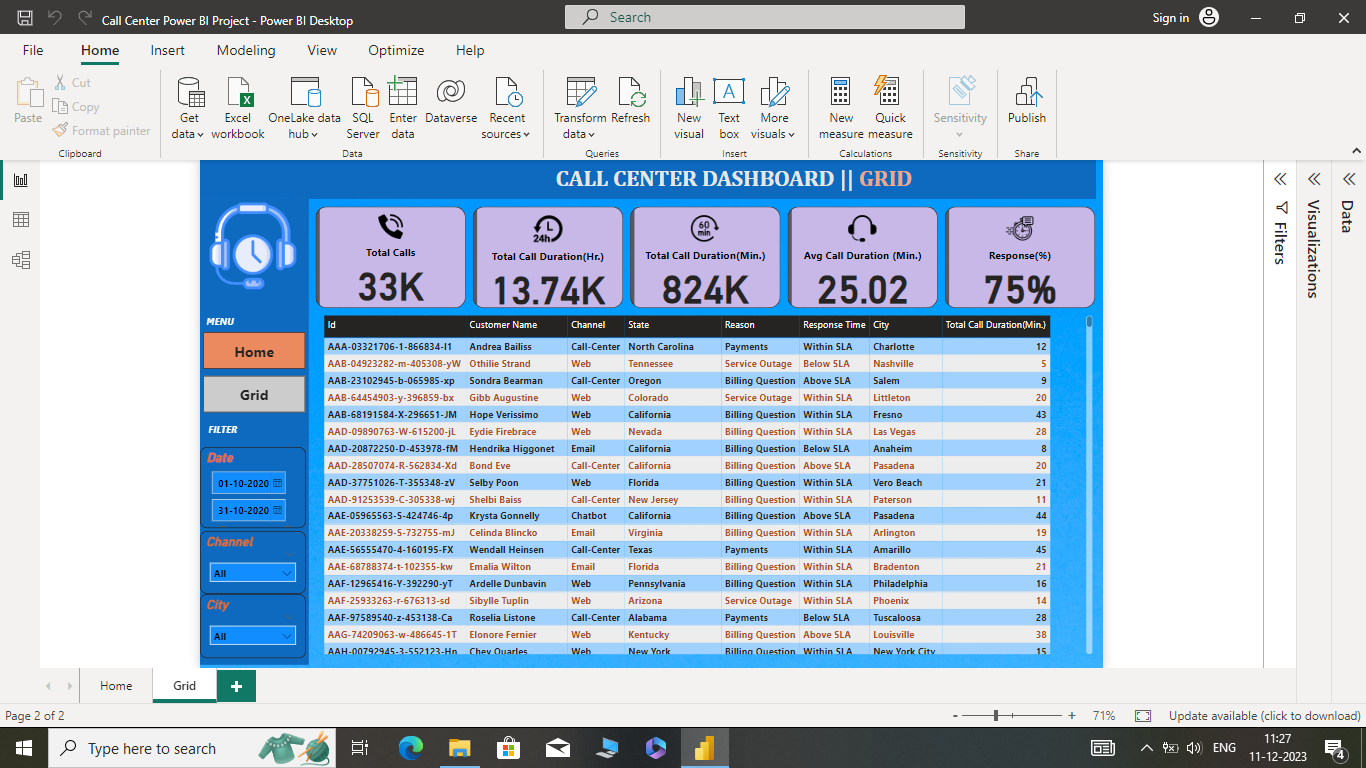 Call Center Power BI Project - Power BI Desktop
Search
Sign in
File Home Insert Modeling View Optimize Help
Paste
Cut
Copy
Format painter
Clipboard
Get data
Excel workbook
OneLake data hub
SQL Server
Enter data
Dataverse
Recent sources
Data
Transform data
Refresh
Queries
New visual
Text box
More visuals
Insert
New measure
Quick measure
Calculations
Sensitivity
Sensitivity
Publish
Share
CALL CENTER DASHBOARD || GRID
MENU
Home
Grid
FILTER
Date
01-10-2020
31-10-2020
Channel
All
City
All
Total Calls
33K
24h
Total Call Duration(Hr.)
13.74K
60 min
Total Call Duration(Min.)
824K
Avg Call Duration (Min.)
25.02
Response(%)
75%
Id Customer Name Channel State Reason Response Time City Total Call Duration(Min.)
AAA-03321706-1-866834-I1 Andrea Bailiss Call-Center North Carolina Payments Within SLA Charlotte 12
AAB-04923282-m-405308-yW Othilie Strand Web Tennessee Service Outage Below SLA Nashville 5
AAB-23102945-b-065985-xp Sondra Bearman Call-Center Oregon Billing Question Above SLA Salem 9
AAB-64454903-y-396859-bx Gibb Augustine Web Colorado Service Outage Within SLA Littleton 20
AAB-68191584-X-296651-JM Hope Verissimo Web California Billing Question Within SLA Fresno 43
AAD-09890763-W-615200-jL Eydie Firebrace Web Nevada Billing Question Within SLA Las Vegas 28
AAD-20872250-D-453978-fM Hendrika Higgonet Email California Billing Question Below SLA Anaheim 8
AAD-28507074-R-562834-Xd Bond Eve Call-Center California Billing Question Above SLA Pasadena 20
AAD-37751026-T-355348-zV Selby Poon Web Florida Billing Question Within SLA Vero Beach 21
AAD-91253539-C-305338-wj Shelbi Baiss Call-Center New Jersey Billing Question Within SLA Paterson 11
AAE-05965563-S-424746-4p Krysta Gonnelly Chatbot California Billing Question Above SLA Pasadena 44
AAE-20338259-S-732755-mJ Celinda Blincko Email Virginia Billing Question Within SLA Arlington 19
AAE-56555470-4-160195-FX Wendall Heinsen Call-Center Texas Payments Within SLA Amarillo 45
AAE-68788374-t-102355-kw Emalia Wilton Email Florida Billing Question Within SLA Bradenton 21
AAF-12965416-Y-392290-yT Ardelle Dunbavin Web Pennsylvania Billing Question Within SLA Philadelphia 16
AAF-25933263-r-676313-sd Sibylle Tuplin Web Arizona Service Outage Within SLA Phoenix 14
AAF-97589540-z-453138-Ca Roselia Listone Call-Center Alabama Payments Below SLA Tuscaloosa 28
AAG-74209063-w-486645-1T Elonore Fernier Web Kentucky Billing Question Above SLA Louisville 38
AAH-00792945-3-552123-Hn Chev Quarles Web New York Billing Question Within SLA New York City 15
Filters
Visualizations
Data
Home
Grid
Page 2 of 2
- + 71%
Update available (click to download)
Type here to search
ENG
11:27
11-12-2023
4